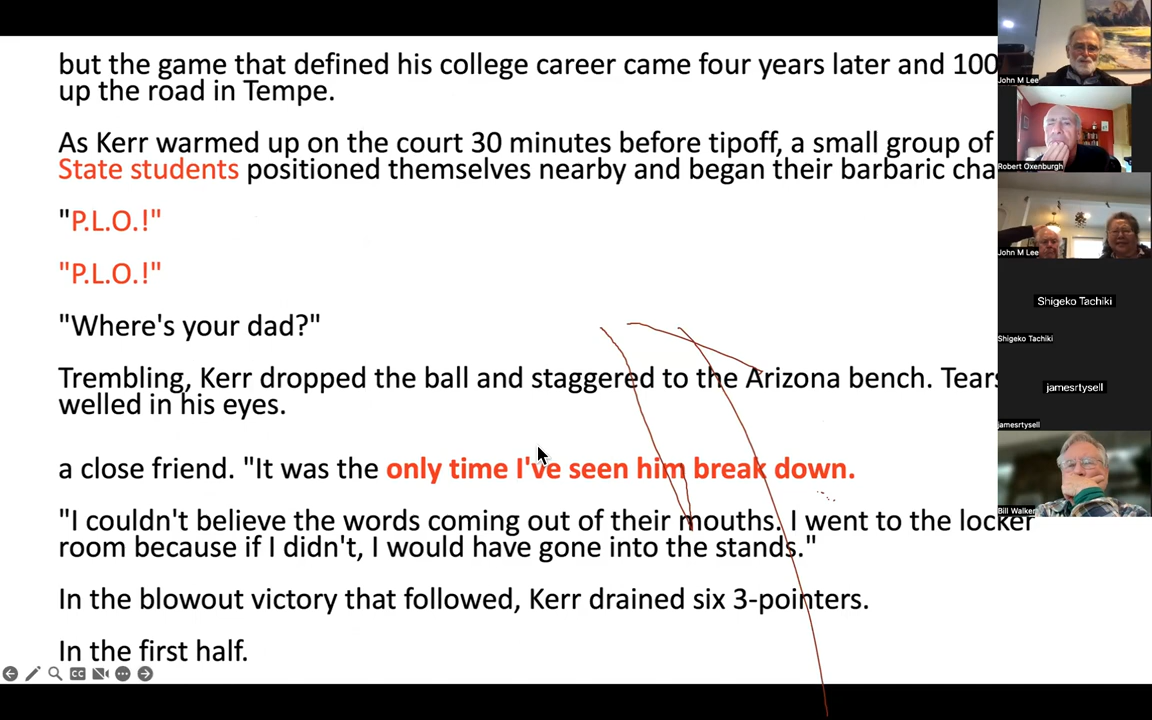 but the game that defined his college career came four years later and 100
up the road in Tempe.
As Kerr warmed up on the court 30 minutes before tipoff, a small group of
State students positioned themselves nearby and began their barbaric cha
"P.L.O.!"
"P.L.O.!"
"Where's your dad?"
Trembling, Kerr dropped the ball and staggered to the Arizona bench. Tears
welled in his eyes.
a close friend. "It was the only time I've seen him break down.
"I couldn't believe the words coming out of their mouths. I went to the locker
room because if I didn't, I would have gone into the stands."
In the blowout victory that followed, Kerr drained six 3-pointers.
In the first half.
CC
John M Lee
Robert Oxenburgh
John M Lee
Shigeko Tachiki
Shigeko Tachiki
jamesrtysell
jamesrtysell
Bill Walker